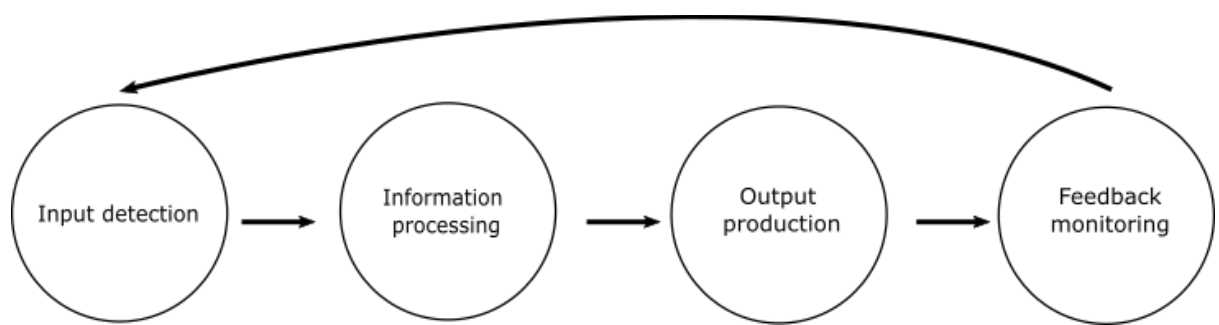 Input detection
Information
processing
Output
production
Feedback
monitoring